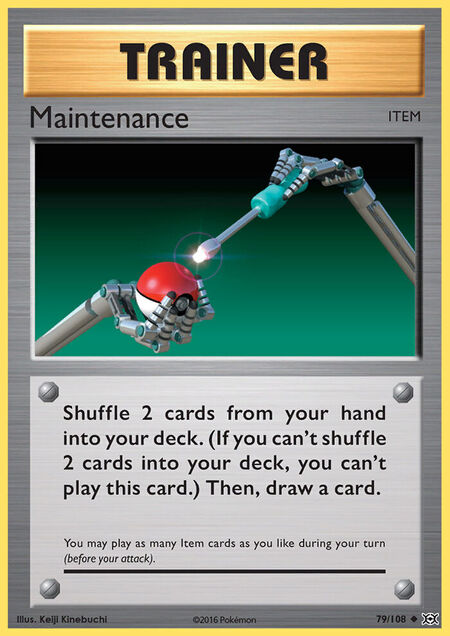 TRAINER
Maintenance
ITEM
Shuffle 2 cards from your hand
into your deck. (If you can't shuffle
2 cards into your deck, you can't
play this card.) Then, draw a card.
You may play as many Item cards as you like during your turn
(before your attack).
Illus. Keiji Kinebuchi
©2016 Pokémon
79/108